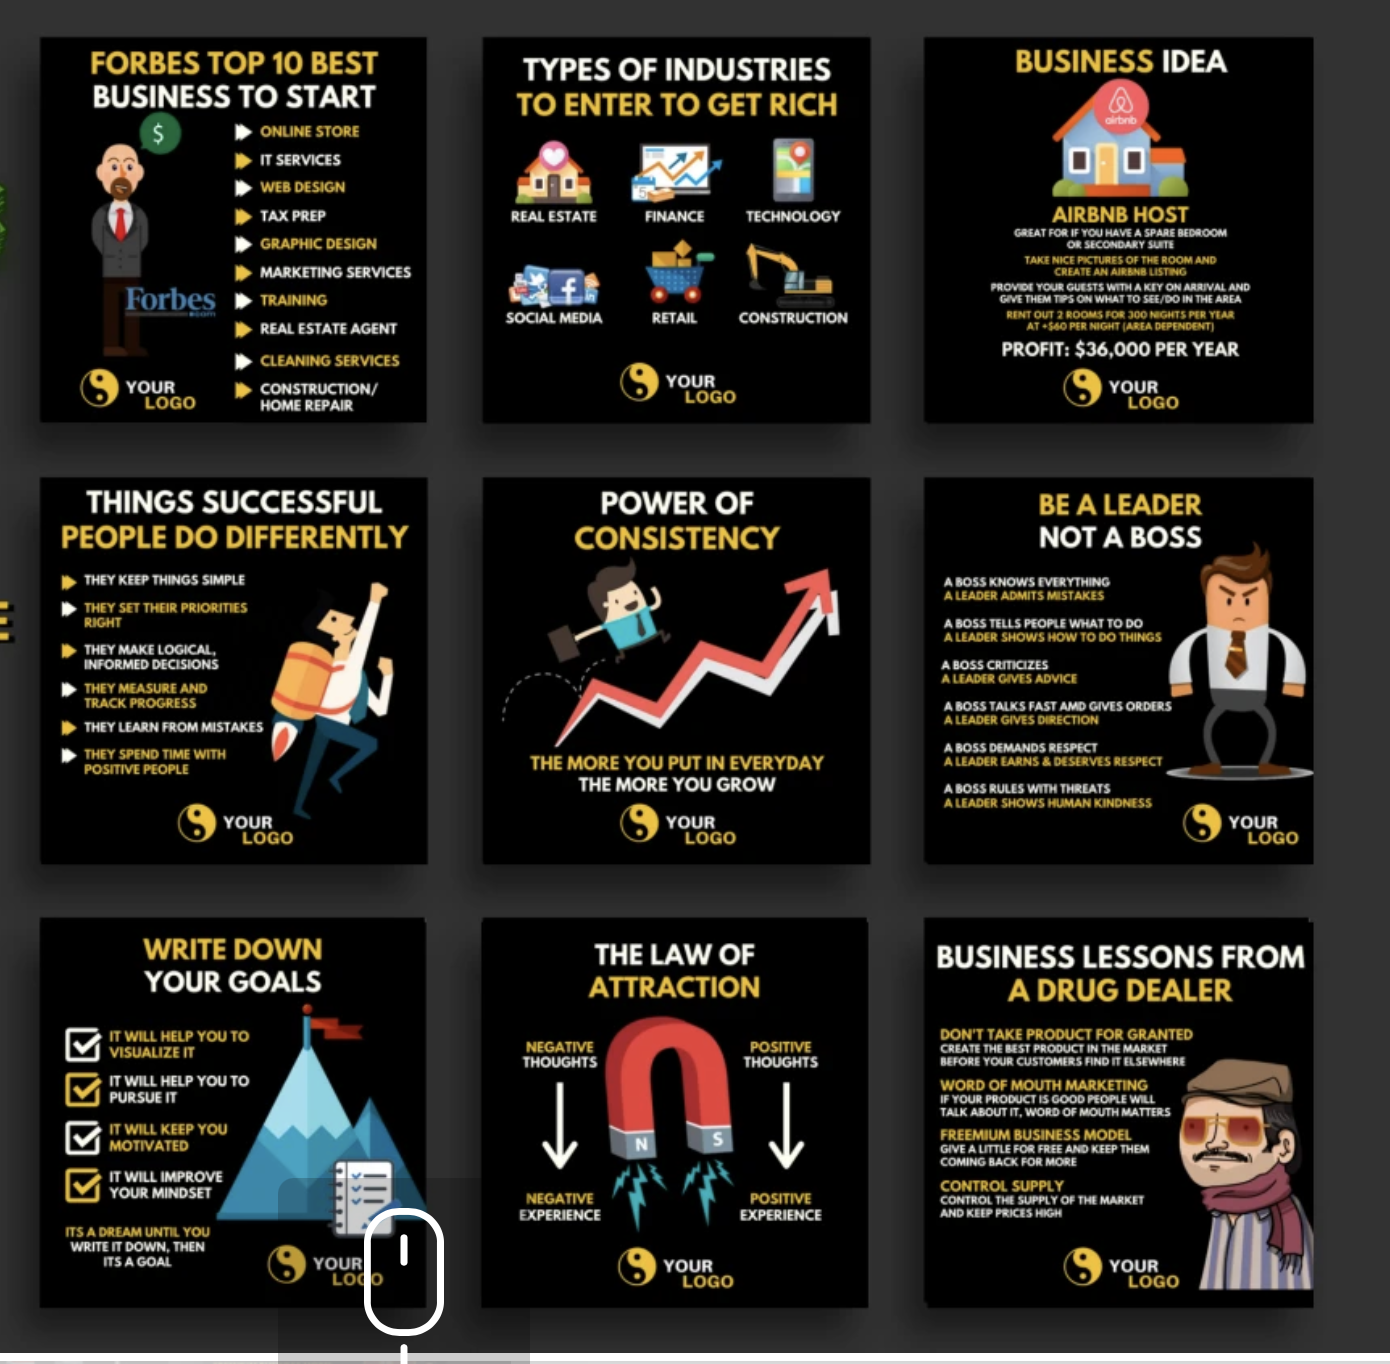 FORBES TOP 10 BEST
BUSINESS TO START
$
ONLINE STORE
IT SERVICES
WEB DESIGN
TAX PREP
GRAPHIC DESIGN
MARKETING SERVICES
TRAINING
REAL ESTATE AGENT
CLEANING SERVICES
CONSTRUCTION/
HOME REPAIR
Forbes
.com
YOUR
LOGO
TYPES OF INDUSTRIES
TO ENTER TO GET RICH
5
REAL ESTATE
FINANCE
TECHNOLOGY
SOCIAL MEDIA
RETAIL
CONSTRUCTION
YOUR
LOGO
BUSINESS IDEA
airbnb
AIRBNB HOST
GREAT FOR IF YOU HAVE A SPARE BEDROOM
OR SECONDARY SUITE
TAKE NICE PICTURES OF THE ROOM AND
CREATE AN AIRBNB LISTING
PROVIDE YOUR GUESTS WITH A KEY ON ARRIVAL AND
GIVE THEM TIPS ON WHAT TO SEE/DO IN THE AREA
RENT OUT 2 ROOMS FOR 300 NIGHTS PER YEAR
AT +$60 PER NIGHT (AREA DEPENDENT)
PROFIT: $36,000 PER YEAR
YOUR
LOGO
THINGS SUCCESSFUL
PEOPLE DO DIFFERENTLY
THEY KEEP THINGS SIMPLE
THEY SET THEIR PRIORITIES
RIGHT
THEY MAKE LOGICAL,
INFORMED DECISIONS
THEY MEASURE AND
TRACK PROGRESS
THEY LEARN FROM MISTAKES
THEY SPEND TIME WITH
POSITIVE PEOPLE
YOUR
LOGO
POWER OF
CONSISTENCY
THE MORE YOU PUT IN EVERYDAY
THE MORE YOU GROW
YOUR
LOGO
BE A LEADER
NOT A BOSS
A BOSS KNOWS EVERYTHING
A LEADER ADMITS MISTAKES
A BOSS TELLS PEOPLE WHAT TO DO
A LEADER SHOWS HOW TO DO THINGS
A BOSS CRITICIZES
A LEADER GIVES ADVICE
A BOSS TALKS FAST AMD GIVES ORDERS
A LEADER GIVES DIRECTION
A BOSS DEMANDS RESPECT
A LEADER EARNS & DESERVES RESPECT
A BOSS RULES WITH THREATS
A LEADER SHOWS HUMAN KINDNESS
YOUR
LOGO
WRITE DOWN
YOUR GOALS
IT WILL HELP YOU TO
VISUALIZE IT
IT WILL HELP YOU TO
PURSUE IT
IT WILL KEEP YOU
MOTIVATED
IT WILL IMPROVE
YOUR MINDSET
ITS A DREAM UNTIL YOU
WRITE IT DOWN, THEN
ITS A GOAL
YOUR
LOGO
THE LAW OF
ATTRACTION
NEGATIVE
THOUGHTS
POSITIVE
THOUGHTS
N
S
NEGATIVE
EXPERIENCE
POSITIVE
EXPERIENCE
YOUR
LOGO
BUSINESS LESSONS FROM
A DRUG DEALER
DON'T TAKE PRODUCT FOR GRANTED
CREATE THE BEST PRODUCT IN THE MARKET
BEFORE YOUR CUSTOMERS FIND IT ELSEWHERE
WORD OF MOUTH MARKETING
IF YOUR PRODUCT IS GOOD PEOPLE WILL
TALK ABOUT IT, WORD OF MOUTH MATTERS
FREEMIUM BUSINESS MODEL
GIVE A LITTLE FOR FREE AND KEEP THEM
COMING BACK FOR MORE
CONTROL SUPPLY
CONTROL THE SUPPLY OF THE MARKET
AND KEEP PRICES HIGH
YOUR
LOGO